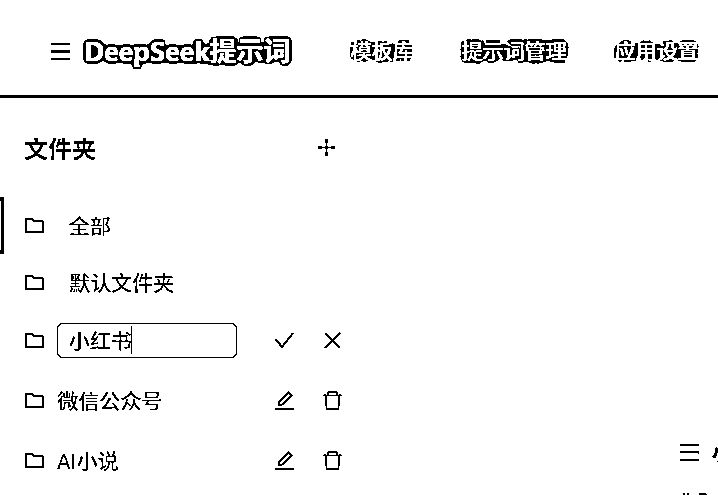 DeepSeek提示词 模板库 提示词管理 应用设置
文件夹
全部
默认文件夹
小红书
微信公众号
AI小说